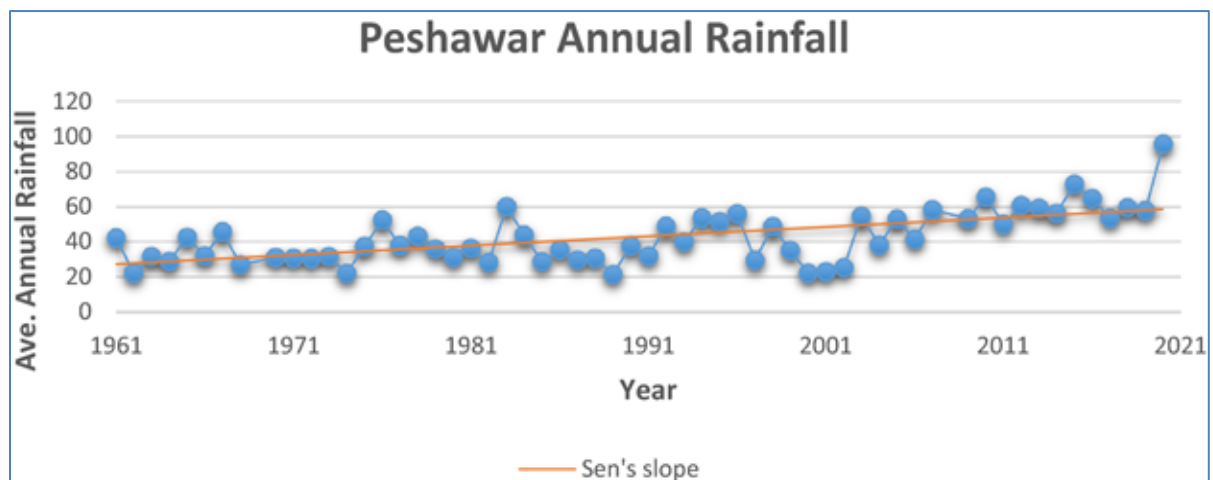 Peshawar Annual Rainfall
Ave. Annual Rainfall
120
100
80
60
40
20
0
1961 1971 1981 1991 2001 2011 2021
Year
Sen's slope